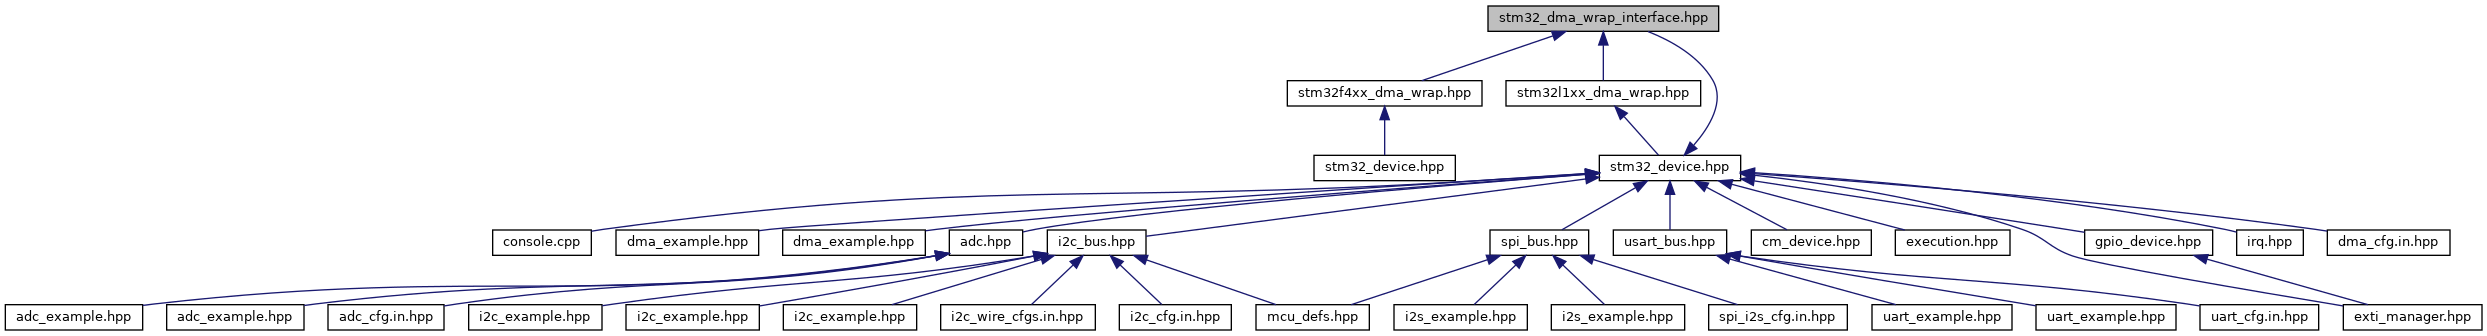 stm32_dma_wrap_interface.hpp
stm32f4xx_dma_wrap.hpp
stm32l1xx_dma_wrap.hpp
stm32_device.hpp
stm32_device.hpp
console.cpp
dma_example.hpp
dma_example.hpp
adc.hpp
i2c_bus.hpp
spi_bus.hpp
usart_bus.hpp
cm_device.hpp
execution.hpp
gpio_device.hpp
irq.hpp
dma_cfg.in.hpp
adc_example.hpp
adc_example.hpp
adc_cfg.in.hpp
i2c_example.hpp
i2c_example.hpp
i2c_example.hpp
i2c_wire_cfgs.in.hpp
i2c_cfg.in.hpp
mcu_defs.hpp
i2s_example.hpp
i2s_example.hpp
spi_i2s_cfg.in.hpp
uart_example.hpp
uart_example.hpp
uart_cfg.in.hpp
exti_manager.hpp